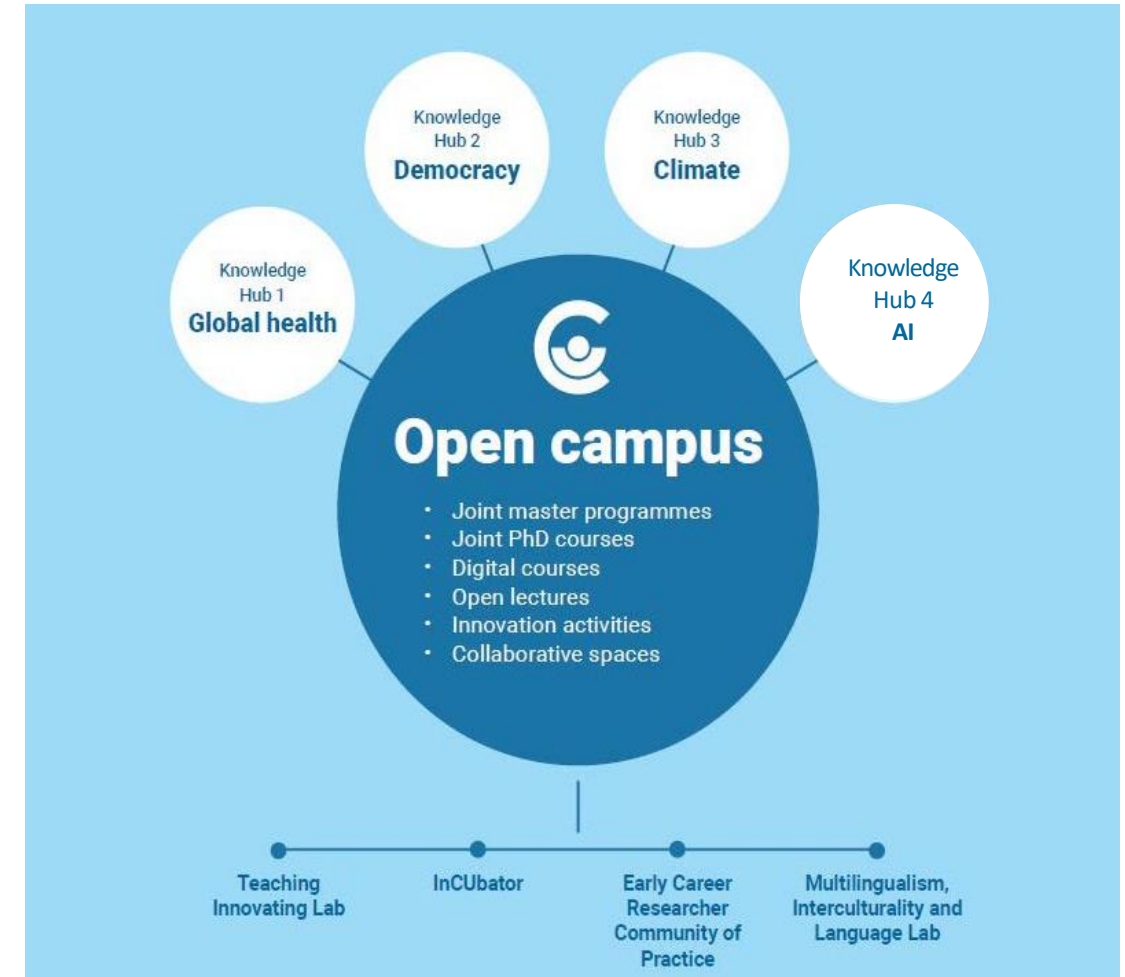 Knowledge
Hub 2
Democracy
Knowledge
Hub 3
Climate
Knowledge
Hub 1
Global health
Knowledge
Hub 4
AI
Open campus
• Joint master programmes
• Joint PhD courses
• Digital courses
• Open lectures
• Innovation activities
• Collaborative spaces
Teaching
Innovating Lab
InCUbator
Early Career
Researcher
Community of
Practice
Multilingualism,
Interculturality and
Language Lab